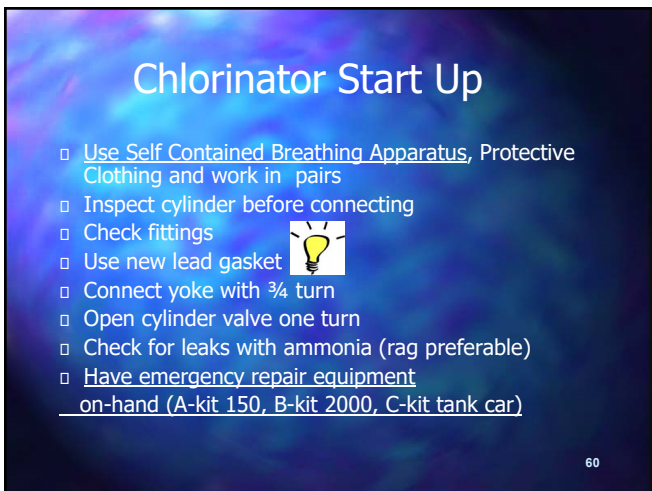 Chlorinator Start Up
Use Self Contained Breathing Apparatus, Protective
Clothing and work in pairs
Inspect cylinder before connecting
Check fittings
Use new lead gasket
Connect yoke with ¾ turn
Open cylinder valve one turn
Check for leaks with ammonia (rag preferable)
Have emergency repair equipment
on-hand (A-kit 150, B-kit 2000, C-kit tank car)
60